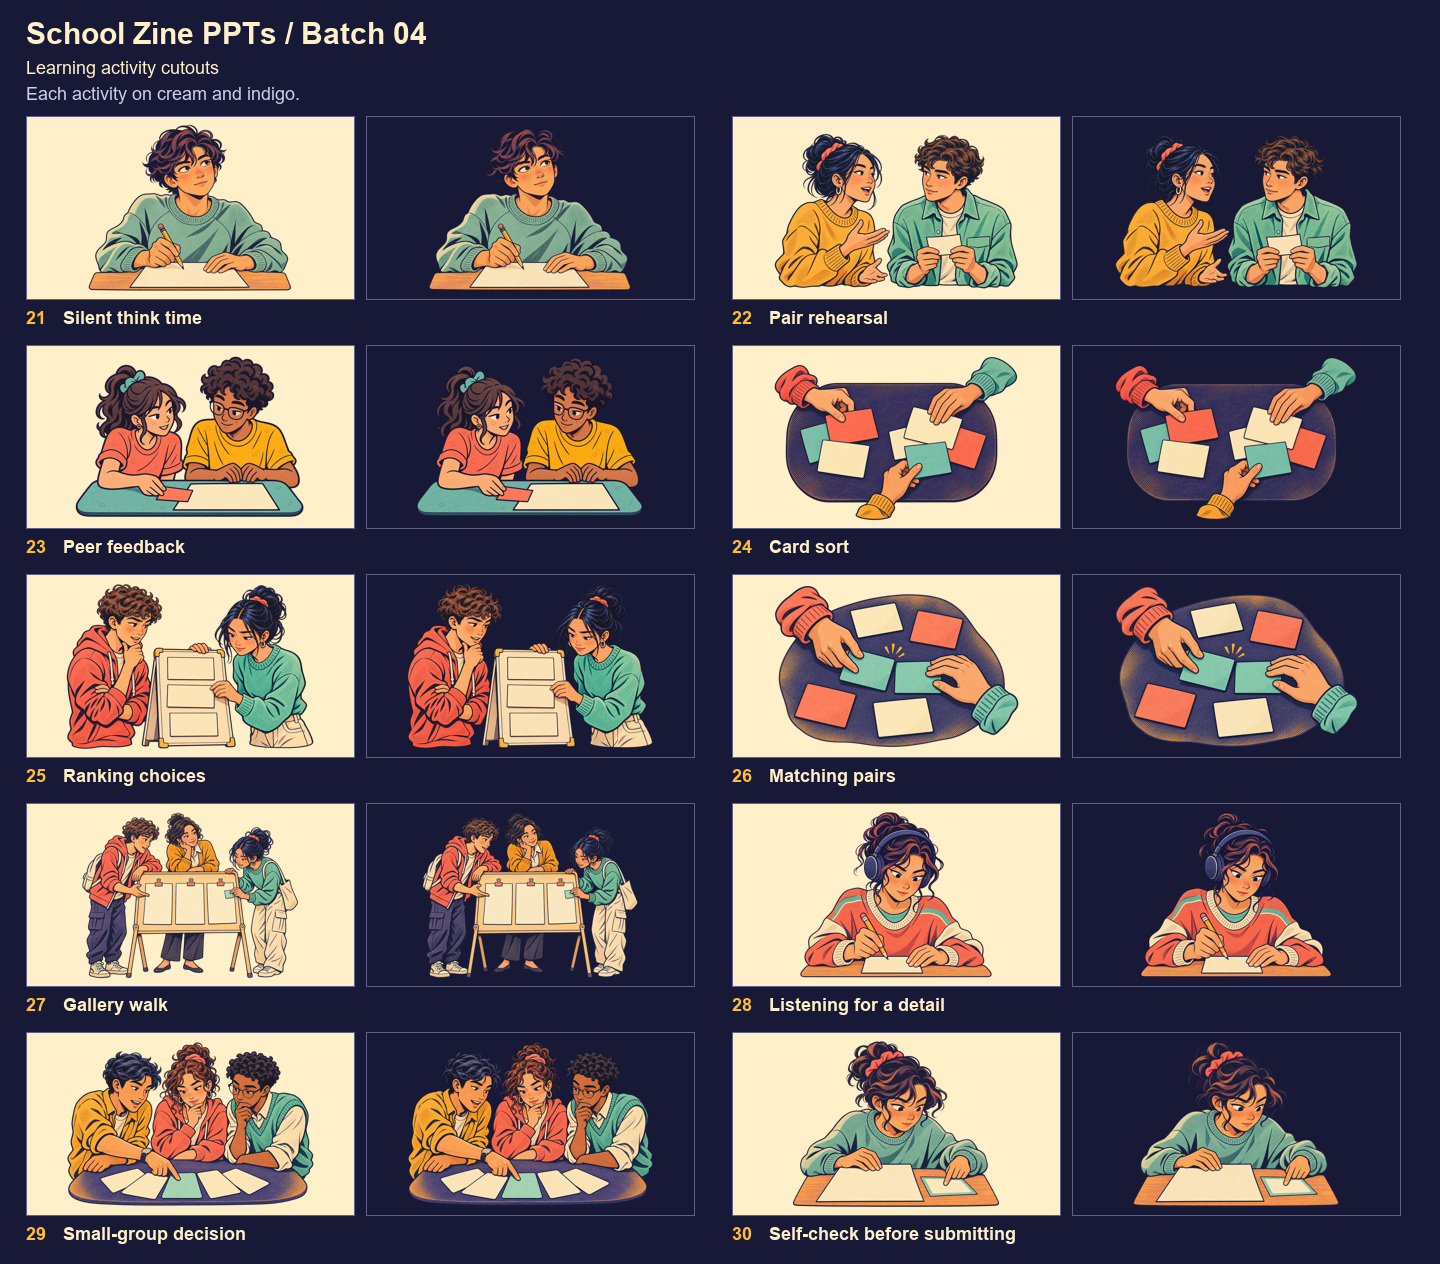 School Zine PPTs / Batch 04
Learning activity cutouts
Each activity on cream and indigo.
21 Silent think time
22 Pair rehearsal
23 Peer feedback
24 Card sort
25 Ranking choices
26 Matching pairs
27 Gallery walk
28 Listening for a detail
29 Small-group decision
30 Self-check before submitting